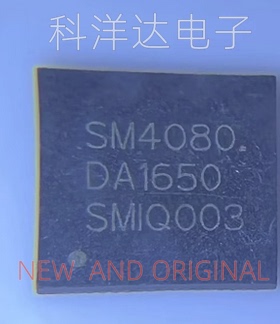 科洋达电子
SM4080
DA1650
SMIQ003
NEW AND ORIGINAL